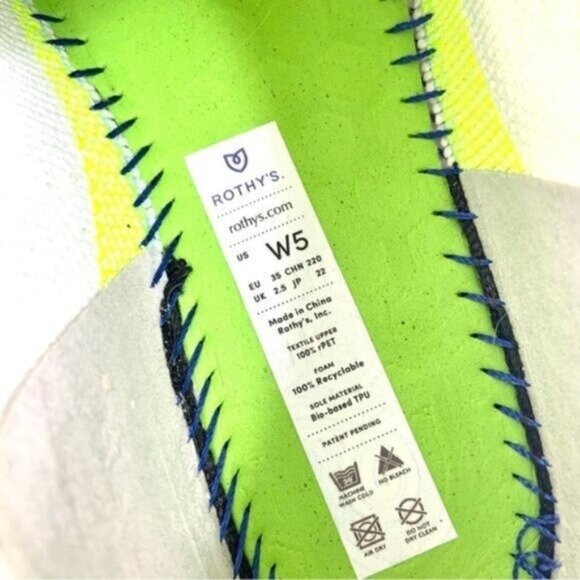 ROTHY'S.
rothys.com
US W5
EU 35 CHN 220
UK 2.5 JP 22
Made in China
Rothy's, Inc.
TEXTILE UPPER
100% rPET
FOAM
100% Recyclable
SOLE MATERIAL
Bio-based TPU
PATENT PENDING
30
MACHINE
WASH COLD
NO BLEACH
AIR DRY
DO NOT
DRY CLEAN